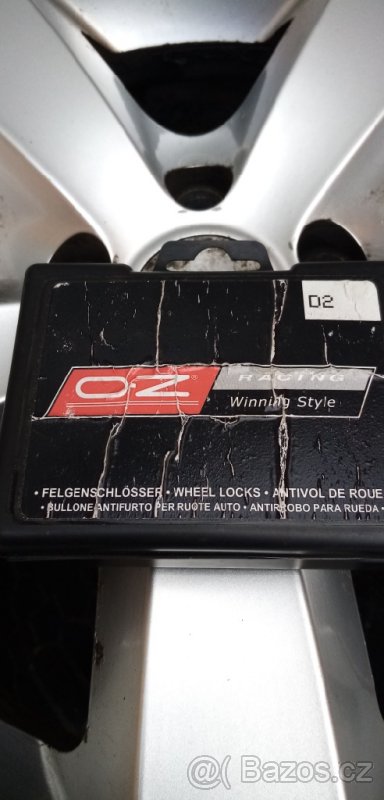 D2
O·Z® RACING
Winning Style
• FELGENSCHLÖSSER • WHEEL LOCKS • ANTIVOL DE ROUE
• BULLONE ANTIFURTO PER RUOTE AUTO • ANTIRROBO PARA RUEDA •
Bazos.cz